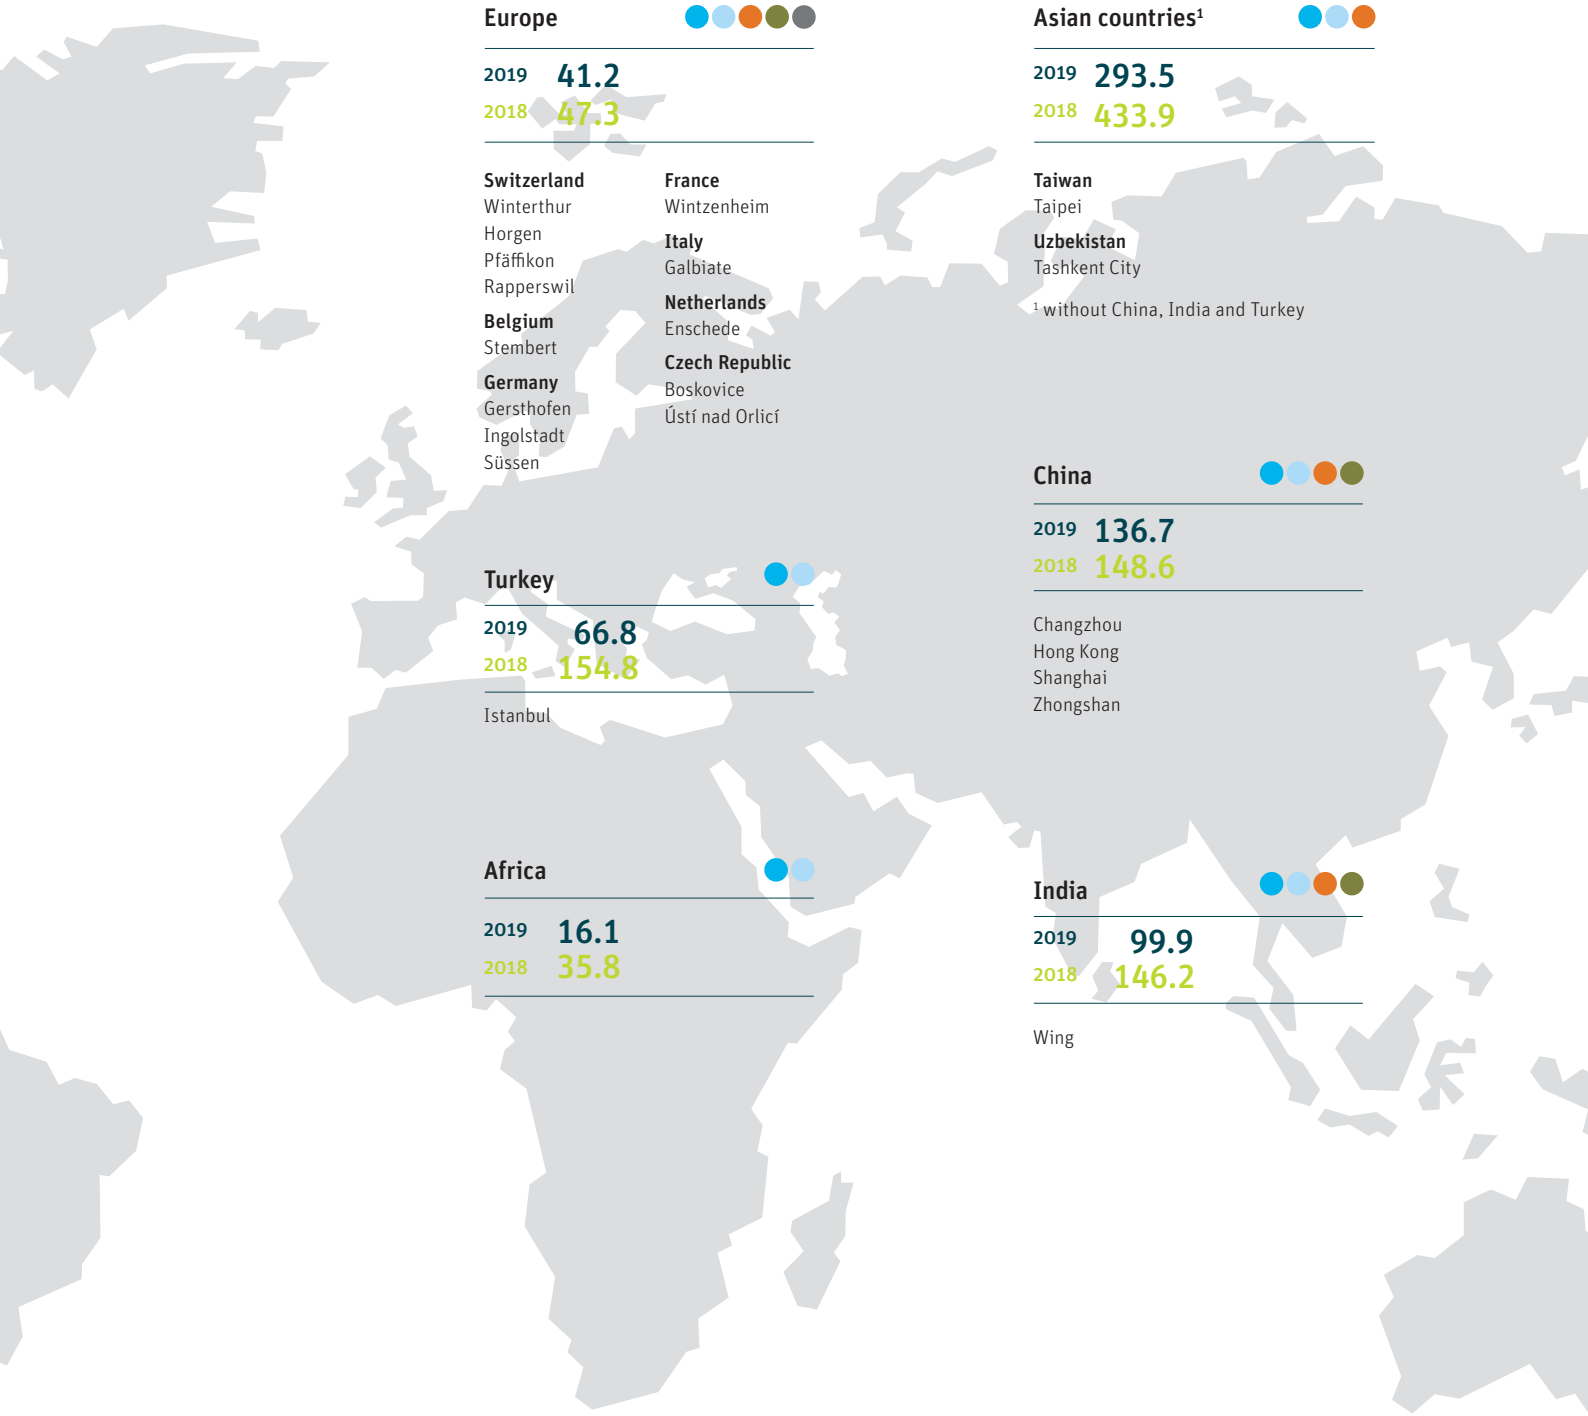 Europe
2019 41.2
2018 47.3
Switzerland
Winterthur
Horgen
Pfäffikon
Rapperswil
Belgium
Stembert
Germany
Gersthofen
Ingolstadt
Süssen
France
Wintzenheim
Italy
Galbiate
Netherlands
Enschede
Czech Republic
Boskovice
Ústí nad Orlicí
Turkey
2019 66.8
2018 154.8
Istanbul
Africa
2019 16.1
2018 35.8
Asian countries¹
2019 293.5
2018 433.9
Taiwan
Taipei
Uzbekistan
Tashkent City
¹ without China, India and Turkey
China
2019 136.7
2018 148.6
Changzhou
Hong Kong
Shanghai
Zhongshan
India
2019 99.9
2018 146.2
Wing